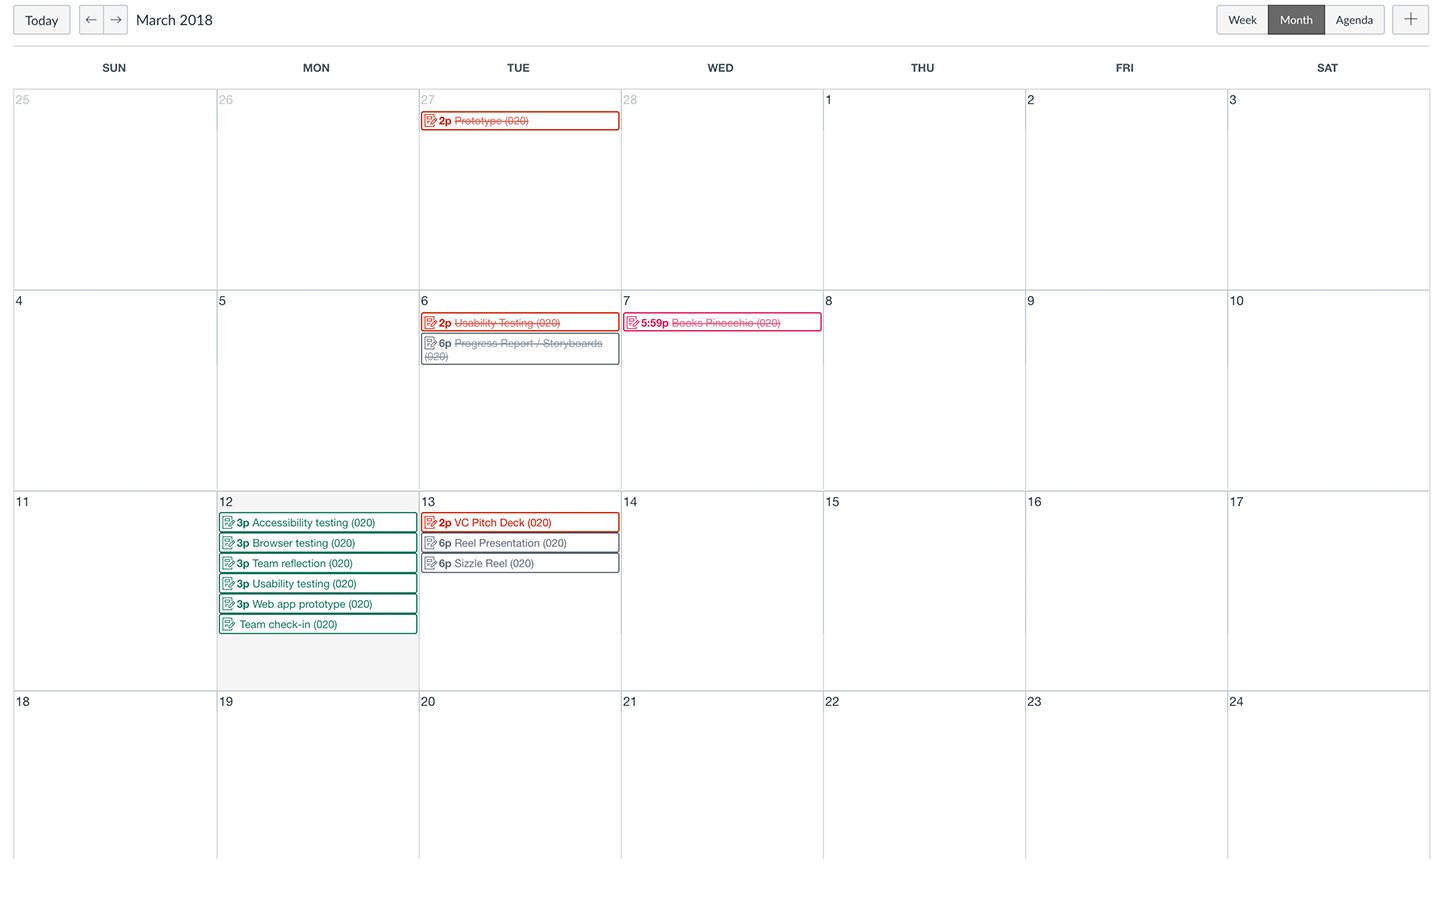 Today ← → March 2018 Week Month Agenda +
SUN MON TUE WED THU FRI SAT
25 26 27 28 1 2 3
2p Prototype (020)
4 5 6 7 8 9 10
2p Usability Testing (020) 5:59p Books Pinocchio (020)
6p Progress Report / Storyboards
(020)
11 12 13 14 15 16 17
3p Accessibility testing (020) 2p VC Pitch Deck (020)
3p Browser testing (020) 6p Reel Presentation (020)
3p Team reflection (020) 6p Sizzle Reel (020)
3p Usability testing (020)
3p Web app prototype (020)
Team check-in (020)
18 19 20 21 22 23 24